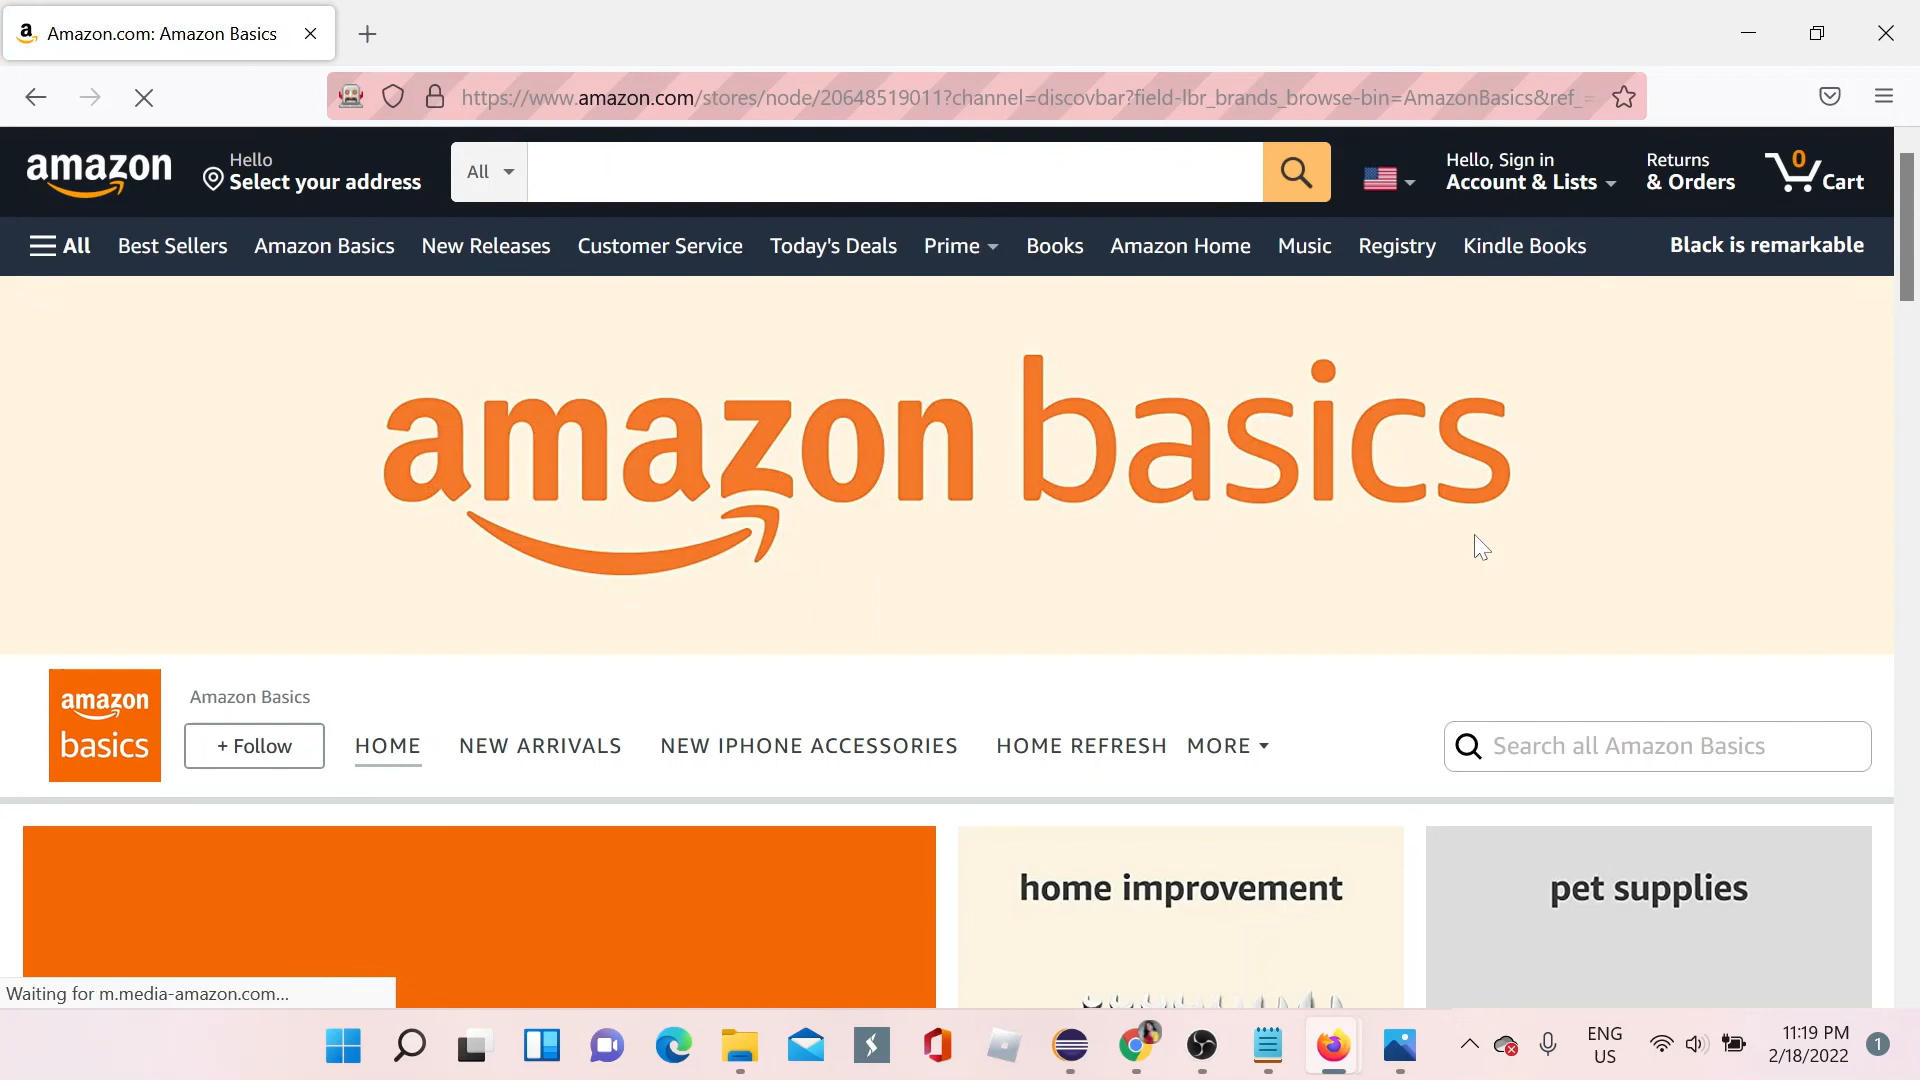 Amazon.com: Amazon Basics
https://www.amazon.com/stores/node/20648519011?channel=discovbar?field-lbr_brands_browse-bin=AmazonBasics&ref_=
amazon
Hello
Select your address
All
Hello, Sign in
Account & Lists
Returns
& Orders
0
Cart
All
Best Sellers
Amazon Basics
New Releases
Customer Service
Today's Deals
Prime
Books
Amazon Home
Music
Registry
Kindle Books
Black is remarkable
amazon basics
amazon
basics
Amazon Basics
+ Follow
HOME
NEW ARRIVALS
NEW IPHONE ACCESSORIES
HOME REFRESH
MORE
Search all Amazon Basics
home improvement
pet supplies
Waiting for m.media-amazon.com...
ENG
US
11:19 PM
2/18/2022
1